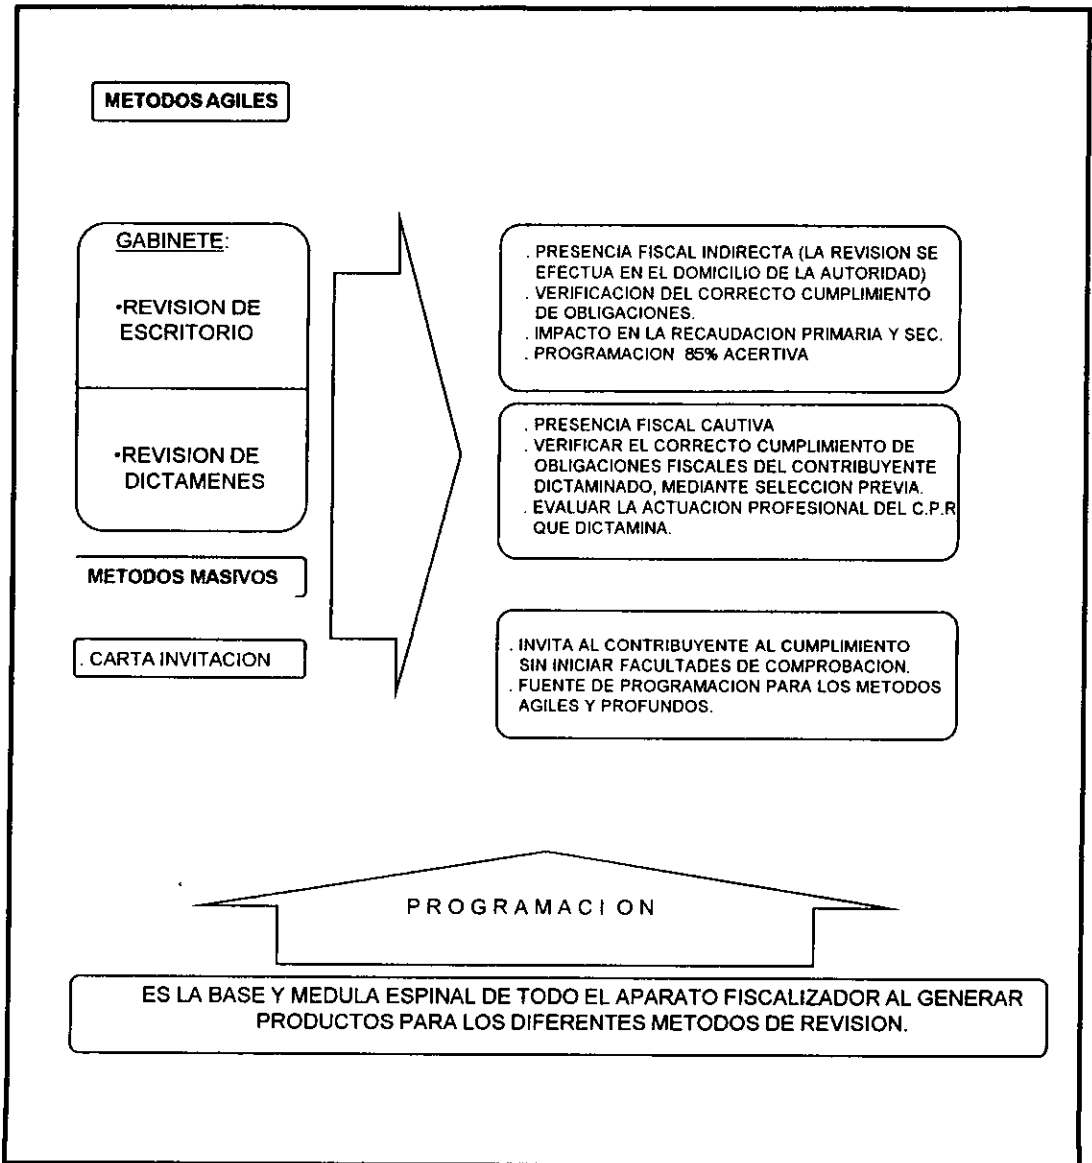 METODOS AGILES
GABINETE:
•REVISION DE
ESCRITORIO
•REVISION DE
DICTAMENES
METODOS MASIVOS
. CARTA INVITACION
. PRESENCIA FISCAL INDIRECTA (LA REVISION SE
EFECTUA EN EL DOMICILIO DE LA AUTORIDAD)
. VERIFICACION DEL CORRECTO CUMPLIMIENTO
DE OBLIGACIONES.
. IMPACTO EN LA RECAUDACION PRIMARIA Y SEC.
. PROGRAMACION 85% ACERTIVA
. PRESENCIA FISCAL CAUTIVA
. VERIFICAR EL CORRECTO CUMPLIMIENTO DE
OBLIGACIONES FISCALES DEL CONTRIBUYENTE
DICTAMINADO, MEDIANTE SELECCION PREVIA.
. EVALUAR LA ACTUACION PROFESIONAL DEL C.P.R
QUE DICTAMINA.
. INVITA AL CONTRIBUYENTE AL CUMPLIMIENTO
SIN INICIAR FACULTADES DE COMPROBACION.
. FUENTE DE PROGRAMACION PARA LOS METODOS
AGILES Y PROFUNDOS.
PROGRAMACION
ES LA BASE Y MEDULA ESPINAL DE TODO EL APARATO FISCALIZADOR AL GENERAR
PRODUCTOS PARA LOS DIFERENTES METODOS DE REVISION.